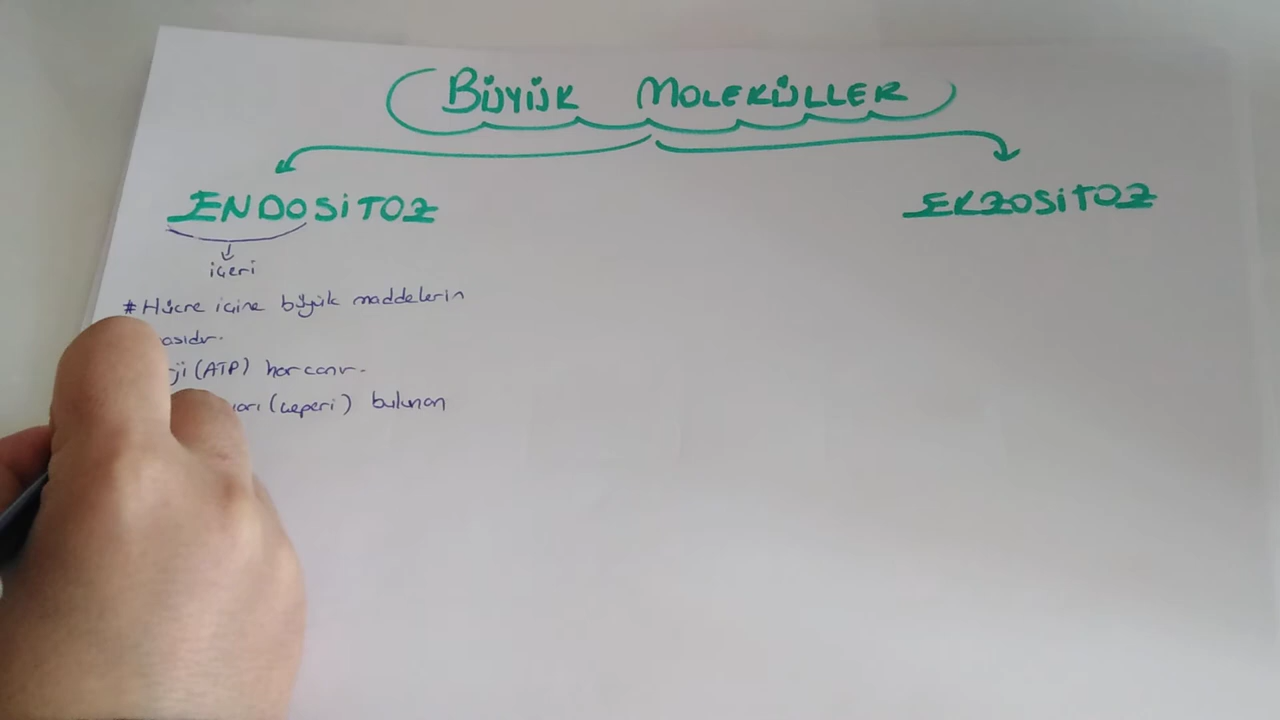 BÜYÜK MOLEKÜLLER
ENDOSİTOZ
EKZOSİTOZ
içeri
# Hücre içine büyük maddelerin
(ATP) harcanır.
(çeperi) bulunan